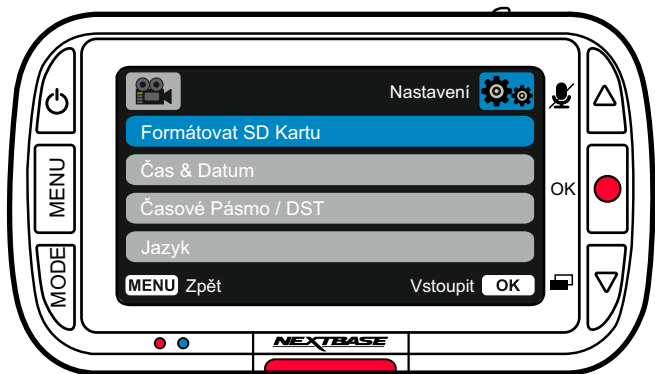 Nastavení
Formátovat SD Kartu
Čas & Datum
Časové Pásmo / DST
Jazyk
MENU Zpět
Vstoupit OK
MENU
MODE
OK
NEXTBASE